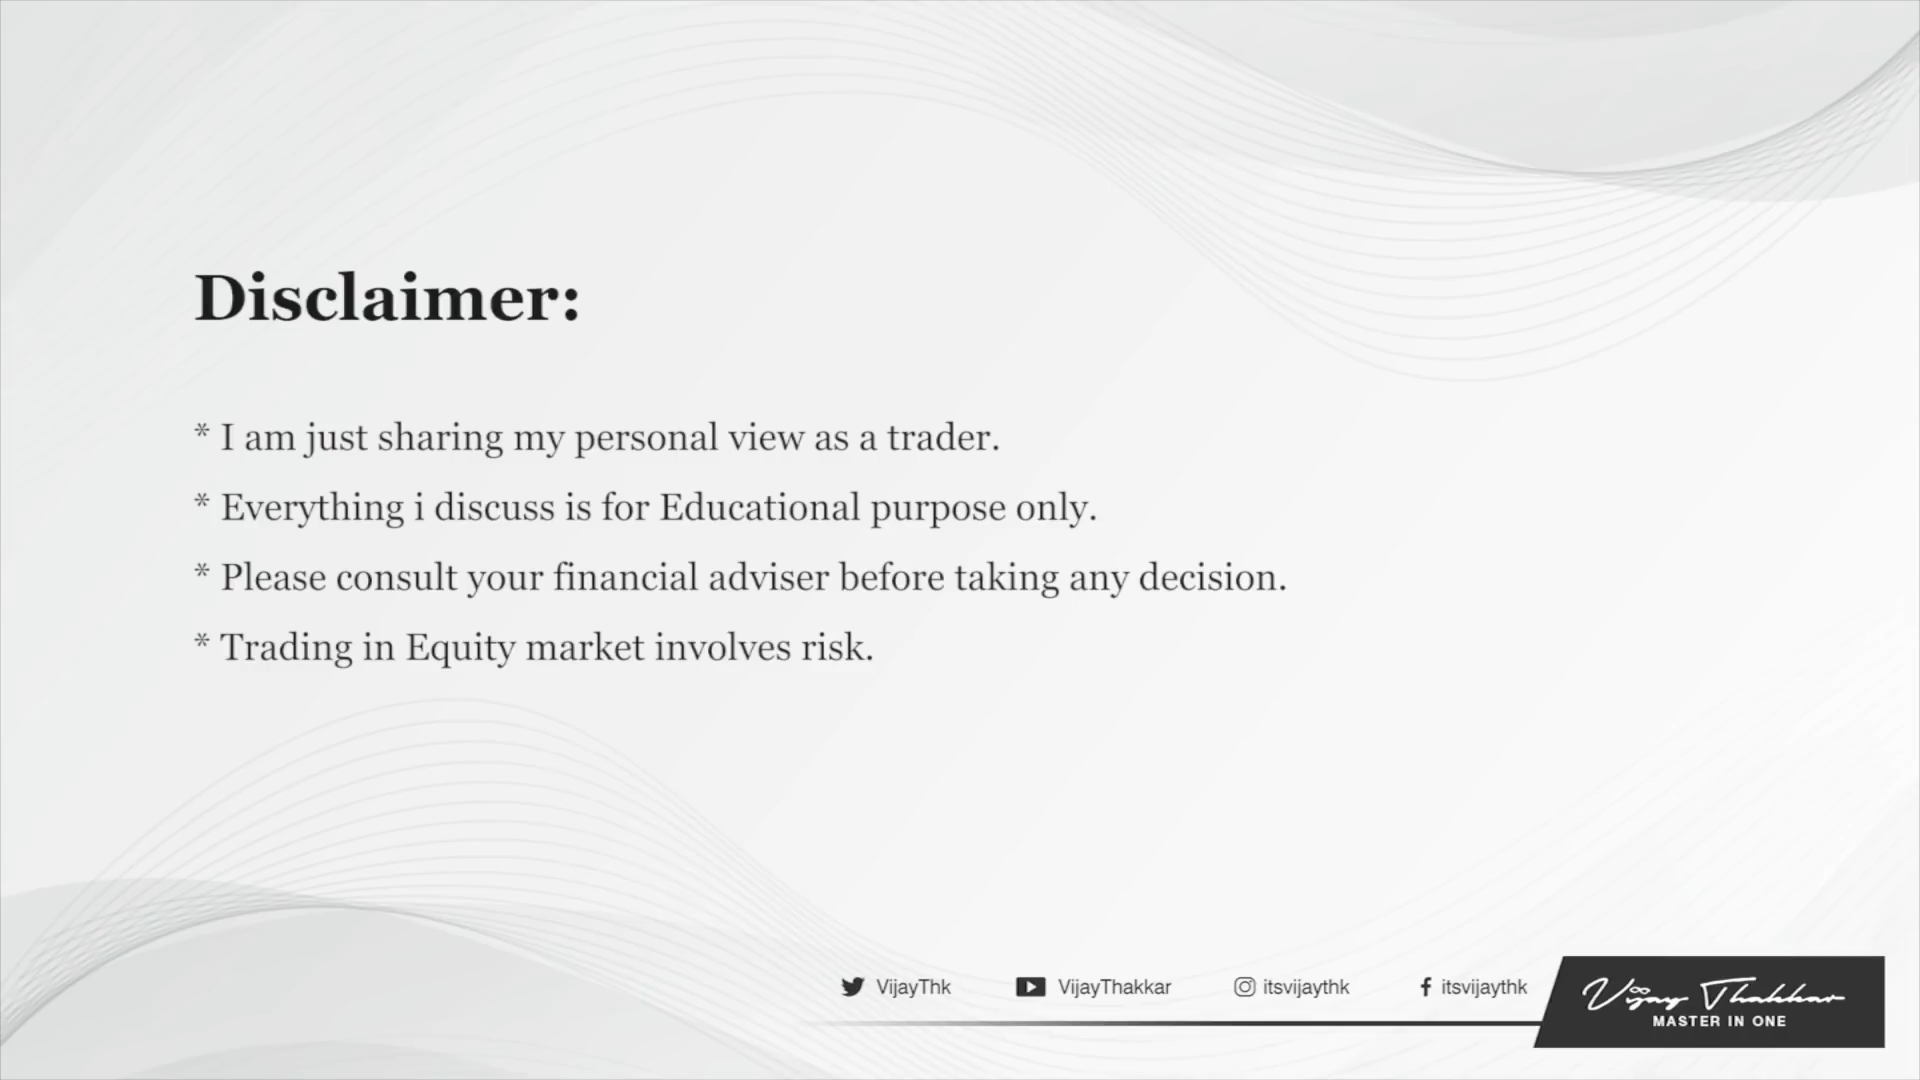 Disclaimer:
* I am just sharing my personal view as a trader.
* Everything i discuss is for Educational purpose only.
* Please consult your financial adviser before taking any decision.
* Trading in Equity market involves risk.
VijayThk VijayThakkar itsvijaythk itsvijaythk
Vijay Thakkar
MASTER IN ONE